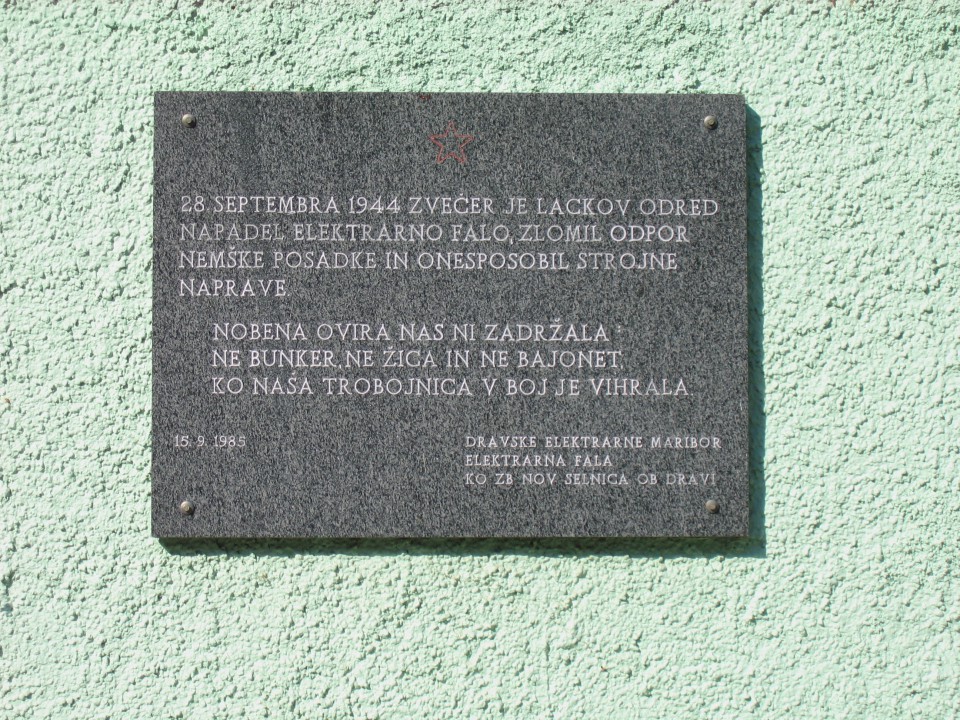 28. SEPTEMBRA 1944 ZVEČER JE LACKOV ODRED
NAPADEL ELEKTRARNO FALO, ZLOMIL ODPOR
NEMŠKE POSADKE IN ONESPOSOBIL STROJNE
NAPRAVE.
NOBENA OVIRA NAS NI ZADRŽALA:
NE BUNKER, NE ŽICA IN NE BAJONET,
KO NAŠA TROBOJNICA V BOJ JE VIHRALA.
15. 9. 1985
DRAVSKE ELEKTRARNE MARIBOR
ELEKTRARNA FALA
KO ZB NOV SELNICA OB DRAVI